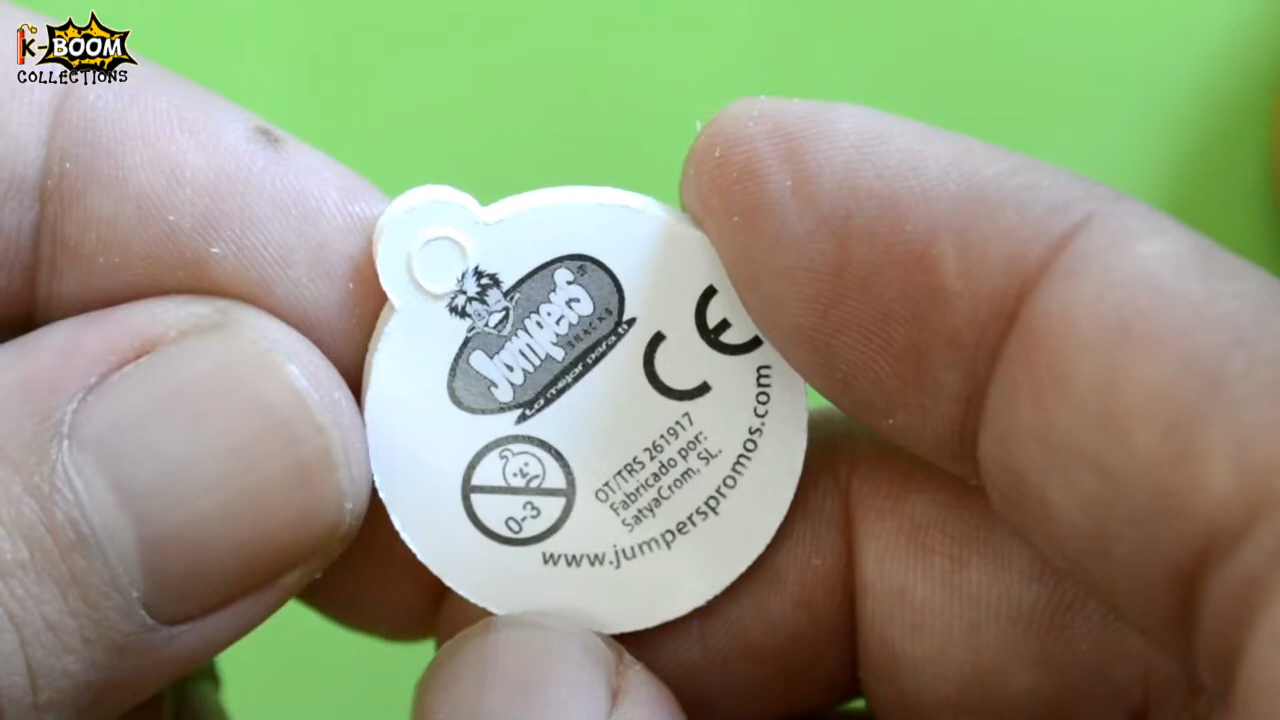 K-BOOM
COLLECTIONS
Jumpers®
SNACKS
Lo mejor para ti
CE
0-3
OT/TRS 261917
Fabricado por:
SatyaCrom, SL.
www.jumperspromos.com